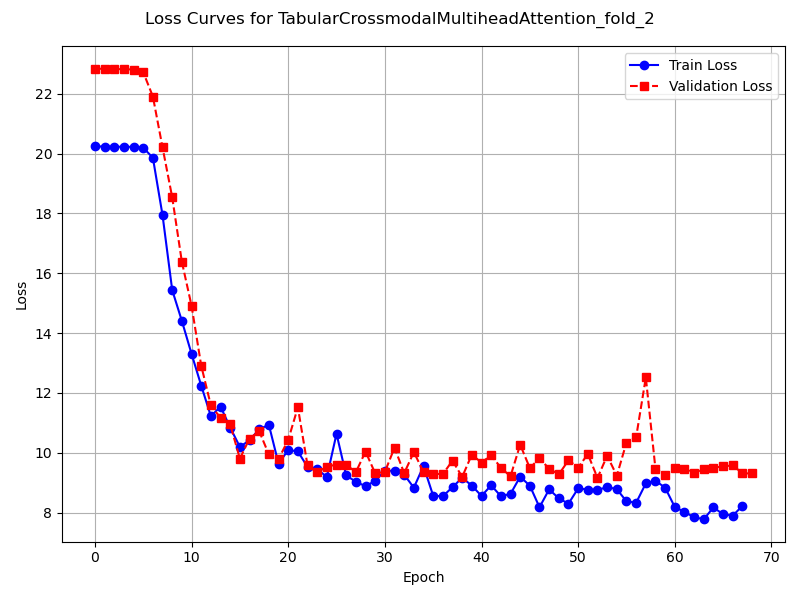 Loss Curves for TabularCrossmodalMultiheadAttention_fold_2
Train Loss
Validation Loss
22
20
18
16
14
12
10
8
Loss
0 10 20 30 40 50 60 70
Epoch